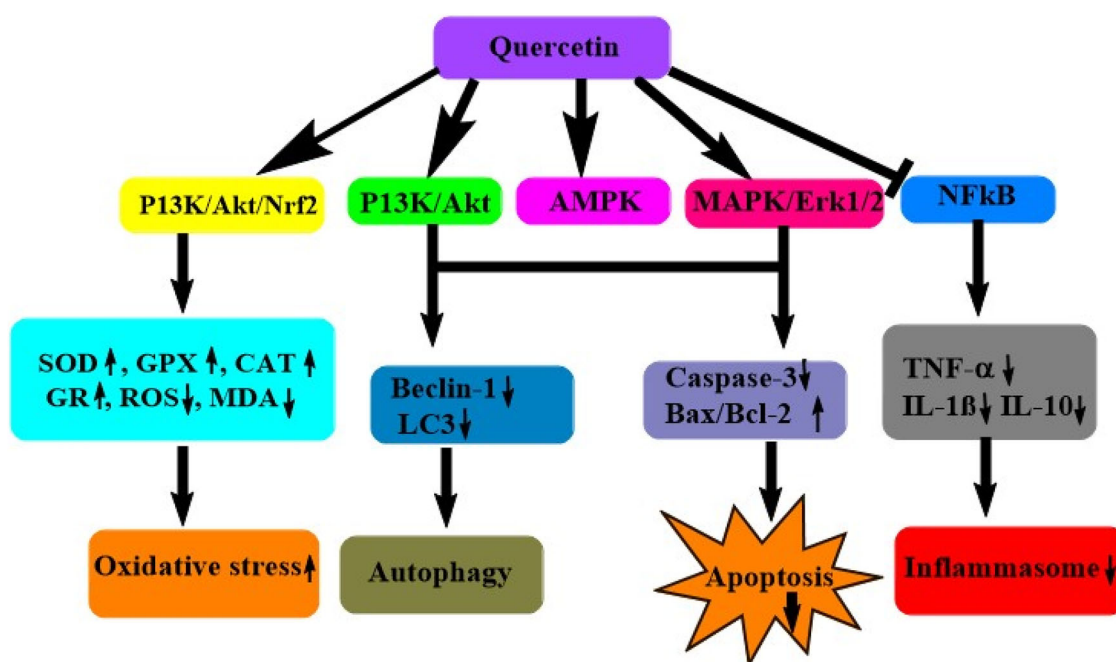 Quercetin
P13K/Akt/Nrf2
P13K/Akt
AMPK
MAPK/Erk1/2
NFkB
SOD↑, GPX↑, CAT↑
GR↑, ROS↓, MDA↓
Beclin-1↓
LC3↓
Caspase-3↓
Bax/Bcl-2 ↑
TNF-α↓
IL-1ß↓ IL-10↓
Oxidative stress↑
Autophagy
Apoptosis
↓
Inflammasome↓